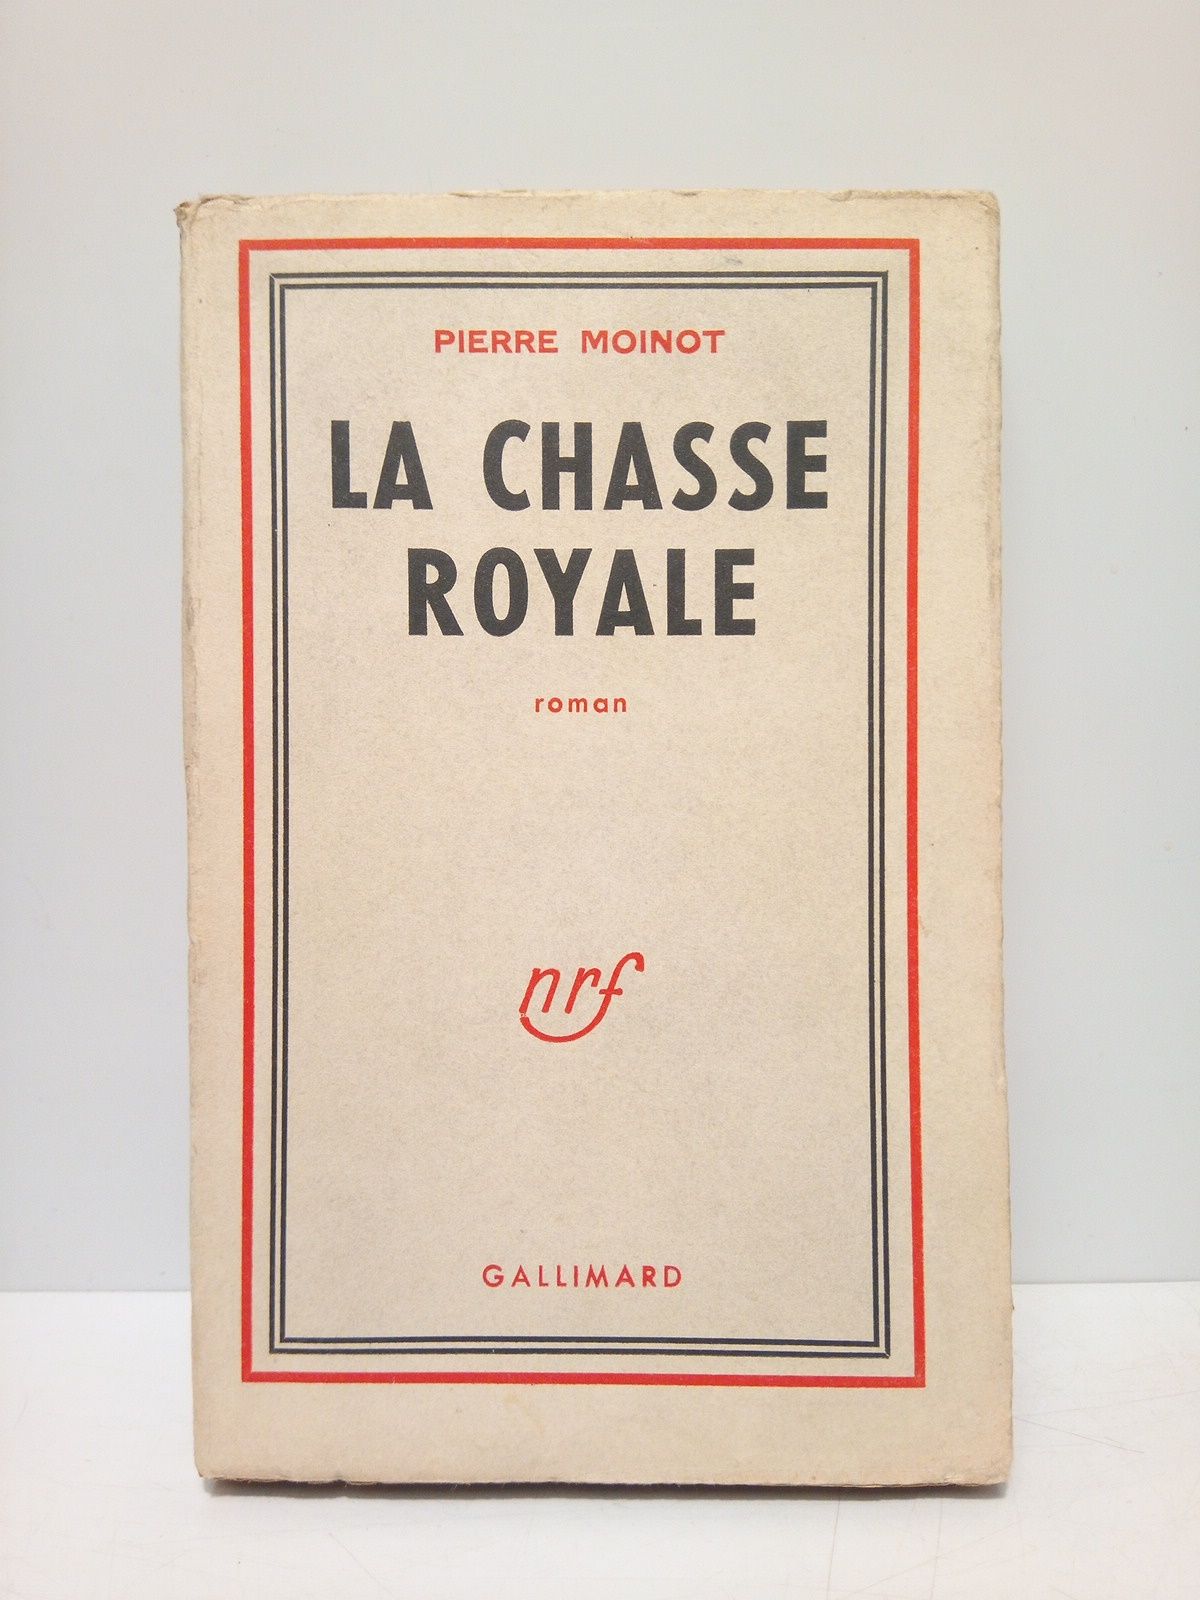 PIERRE MOINOT
LA CHASSE
ROYALE
roman
nrf
GALLIMARD